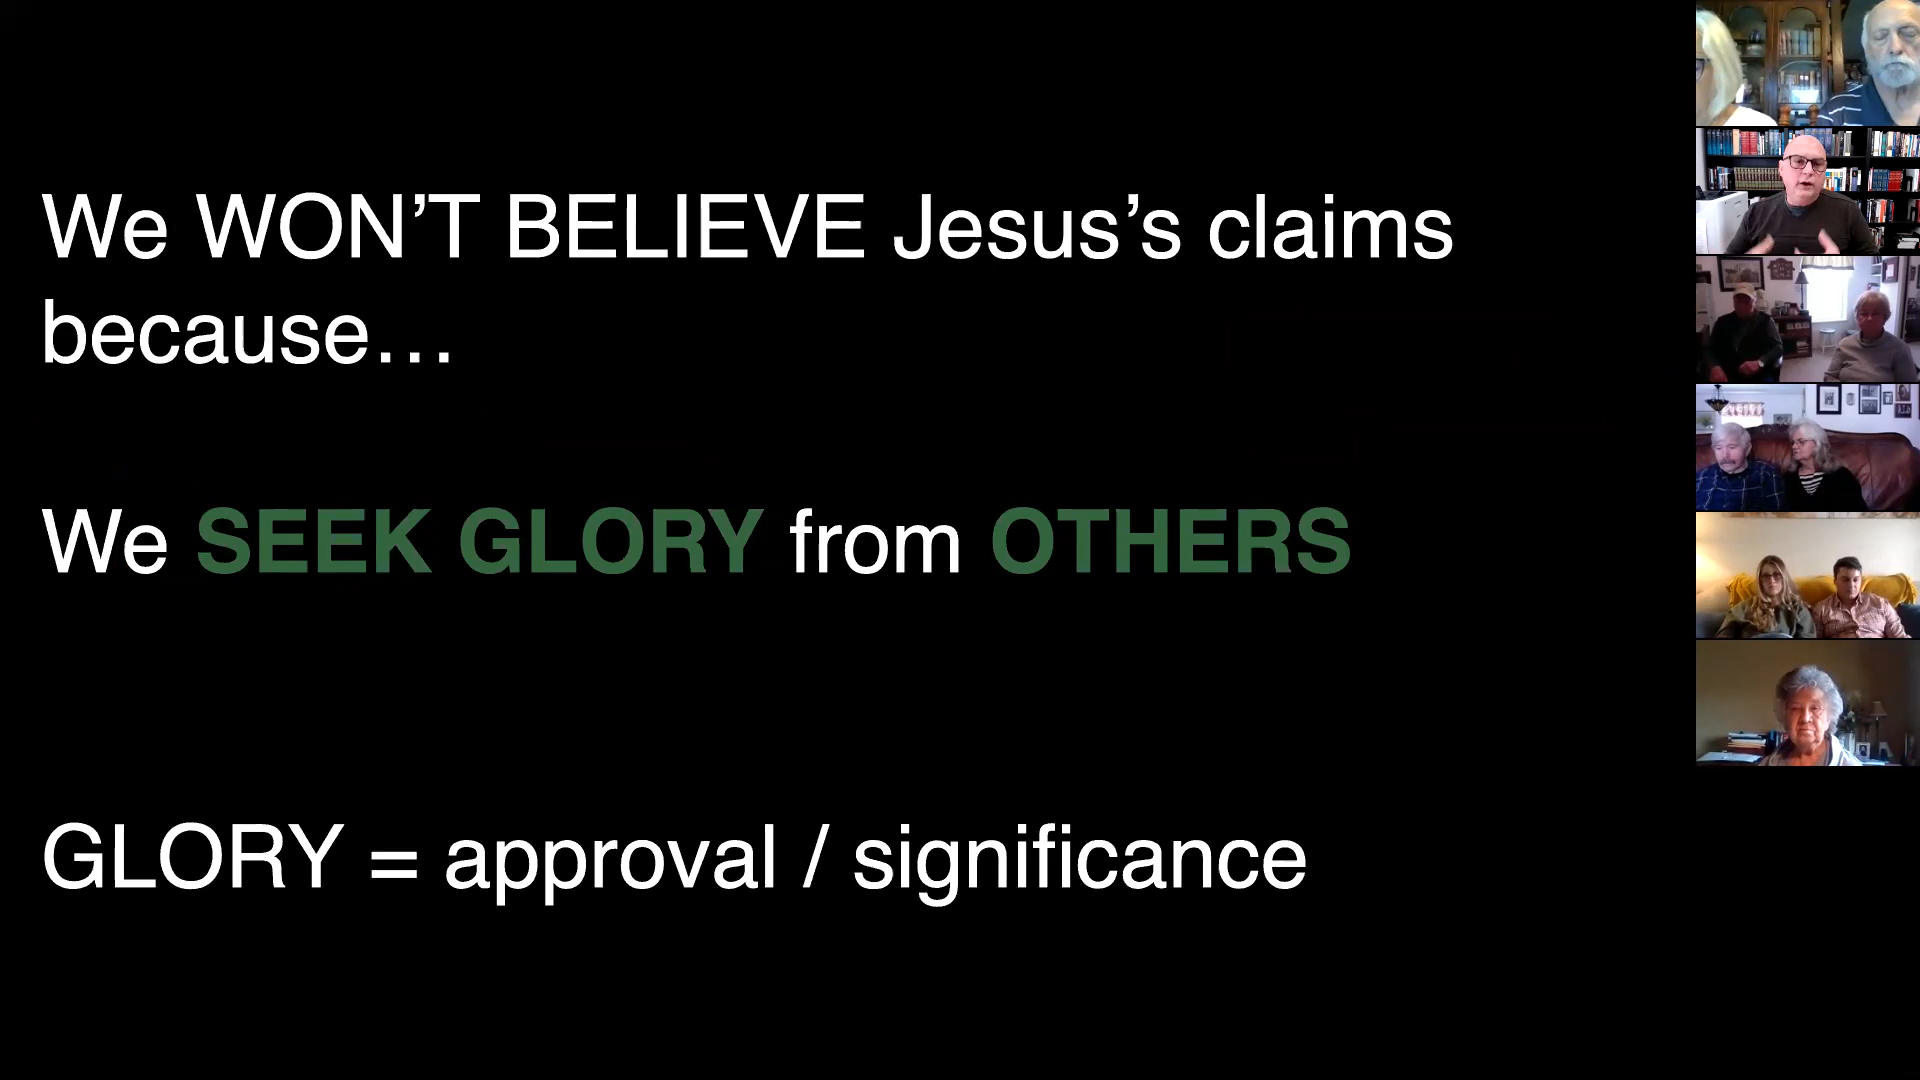 We WON’T BELIEVE Jesus’s claims
because…
We SEEK GLORY from OTHERS
GLORY = approval / significance